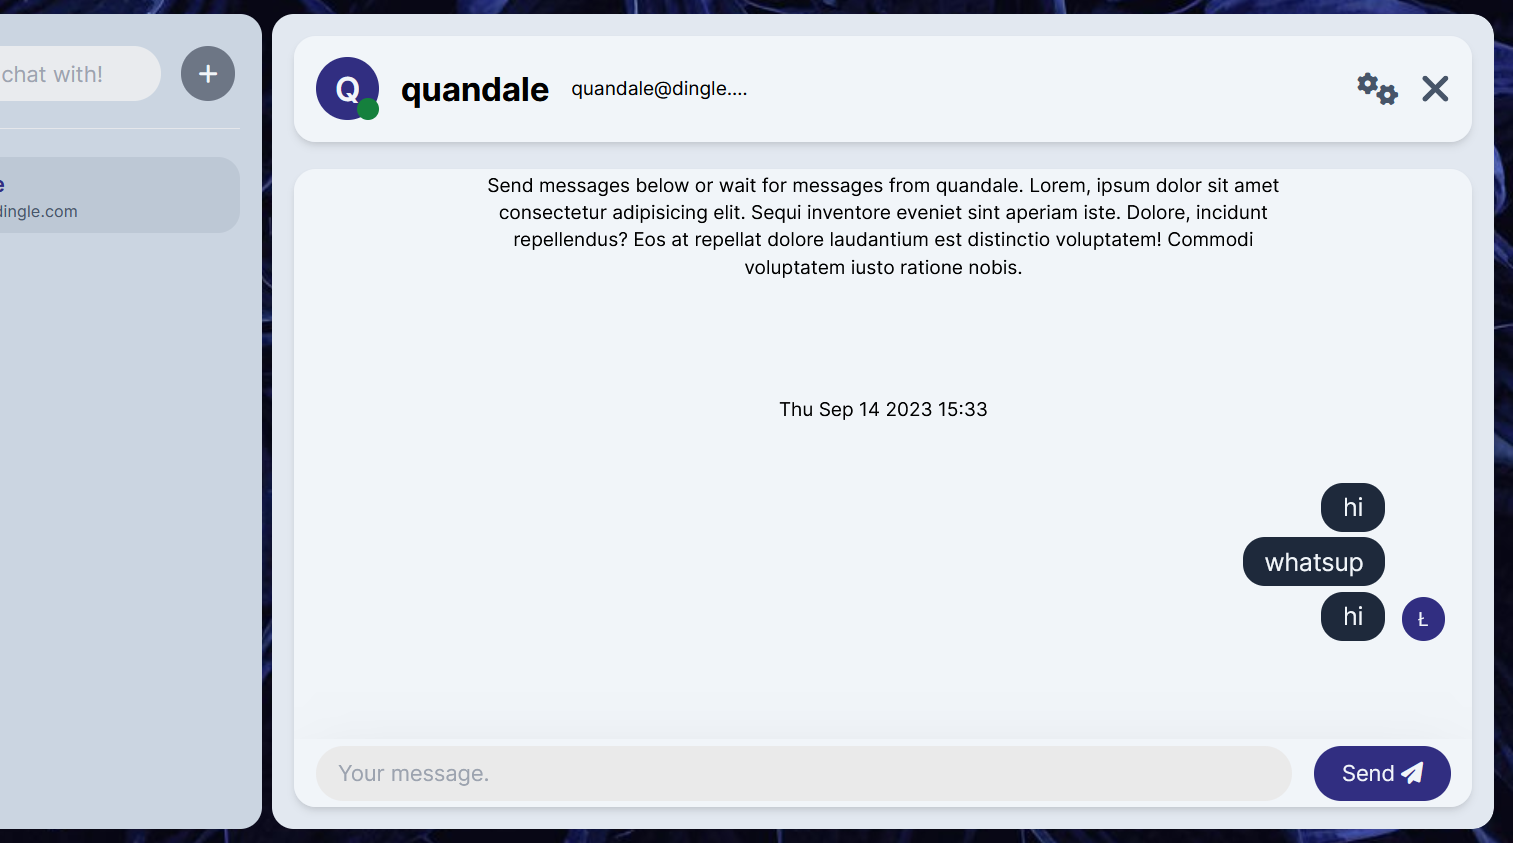 chat with!
dingle.com
Q
quandale quandale@dingle....
Send messages below or wait for messages from quandale. Lorem, ipsum dolor sit amet
consectetur adipisicing elit. Sequi inventore eveniet sint aperiam iste. Dolore, incidunt
repellendus? Eos at repellat dolore laudantium est distinctio voluptatem! Commodi
voluptatem iusto ratione nobis.
Thu Sep 14 2023 15:33
hi
whatsup
hi
Ł
Your message.
Send